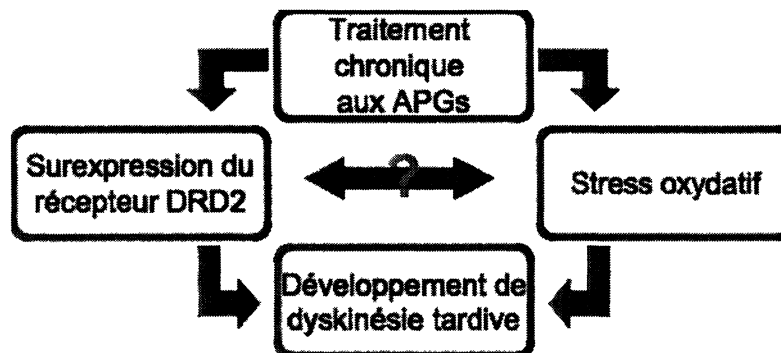 Traitement
chronique
aux APGs
Surexpression du
récepteur DRD2
?
Stress oxydatif
Développement de
dyskinésie tardive